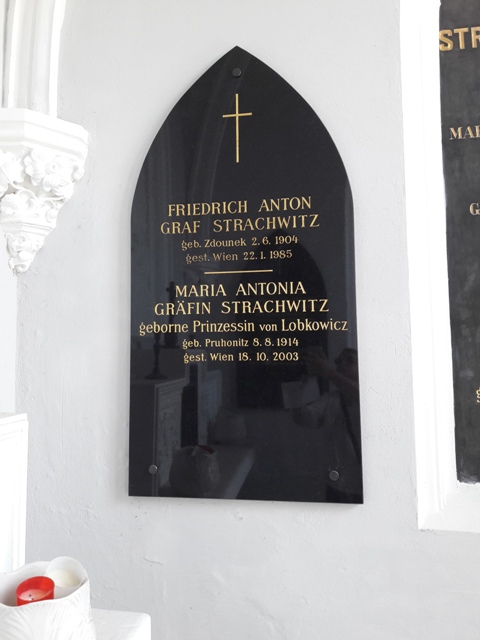 FRIEDRICH ANTON
GRAF STRACHWITZ
geb. Zdounek 2.6.1904
gest. Wien 22.1.1985
MARIA ANTONIA
GRÄFIN STRACHWITZ
geborne Prinzessin von Lobkowicz
geb. Pruhonitz 8.8.1914
gest. Wien 18.10.2003